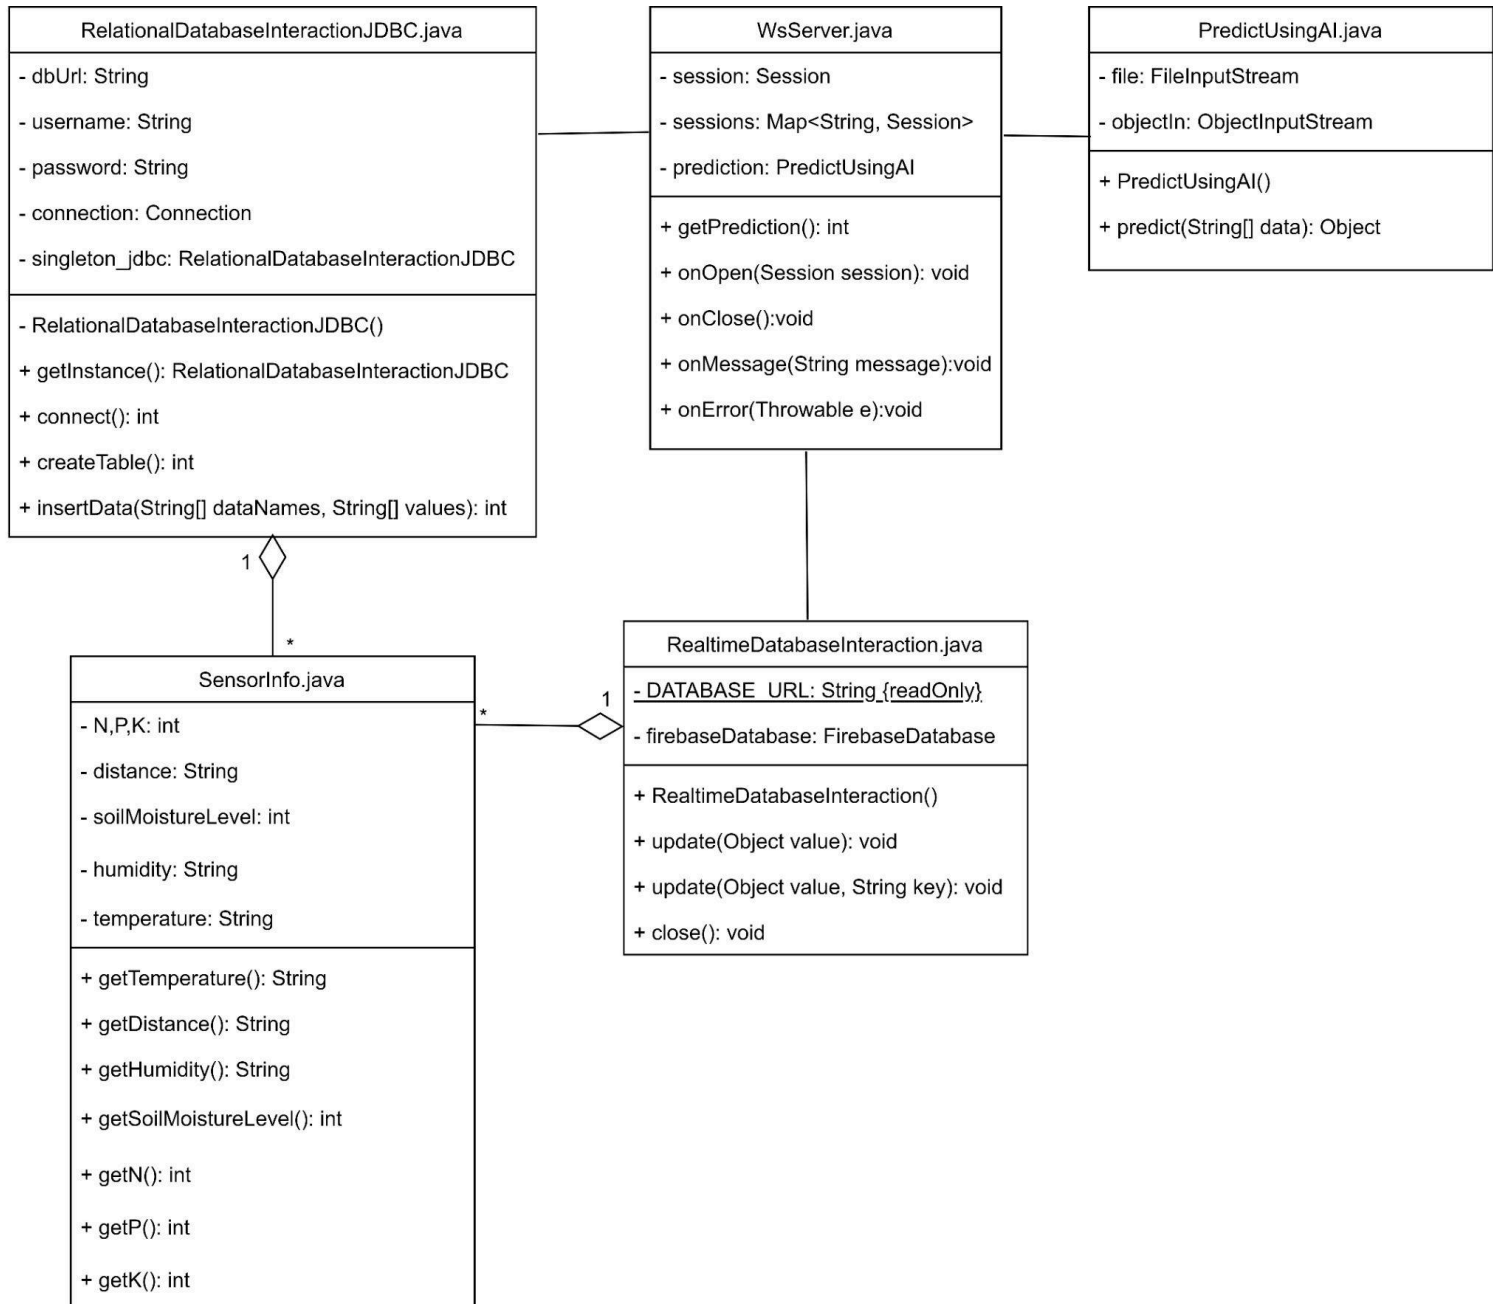 RelationalDatabaseInteractionJDBC.java
- dbUrl: String
- username: String
- password: String
- connection: Connection
- singleton_jdbc: RelationalDatabaseInteractionJDBC
- RelationalDatabaseInteractionJDBC()
+ getInstance(): RelationalDatabaseInteractionJDBC
+ connect(): int
+ createTable(): int
+ insertData(String[] dataNames, String[] values): int
WsServer.java
- session: Session
- sessions: Map<String, Session>
- prediction: PredictUsingAI
+ getPrediction(): int
+ onOpen(Session session): void
+ onClose():void
+ onMessage(String message):void
+ onError(Throwable e):void
PredictUsingAI.java
- file: FileInputStream
- objectIn: ObjectInputStream
+ PredictUsingAI()
+ predict(String[] data): Object
1
*
SensorInfo.java
- N,P,K: int
- distance: String
- soilMoistureLevel: int
- humidity: String
- temperature: String
+ getTemperature(): String
+ getDistance(): String
+ getHumidity(): String
+ getSoilMoistureLevel(): int
+ getN(): int
+ getP(): int
+ getK(): int
*
1
RealtimeDatabaseInteraction.java
- DATABASE_URL: String {readOnly}
- firebaseDatabase: FirebaseDatabase
+ RealtimeDatabaseInteraction()
+ update(Object value): void
+ update(Object value, String key): void
+ close(): void